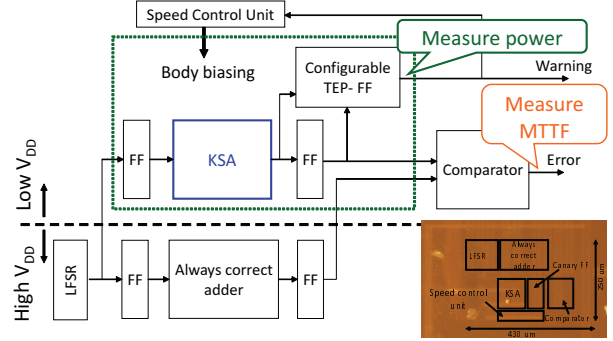 Speed Control Unit
Measure power
Body biasing
Configurable
TEP- FF
Warning
Measure
MTTF
FF
KSA
FF
Comparator
Error
Low VDD
High VDD
LFSR
FF
Always correct
adder
FF
LFSR
Always
correct adder
Canary FF
KSA
Speed control
unit
Comparator
250 um
430 um